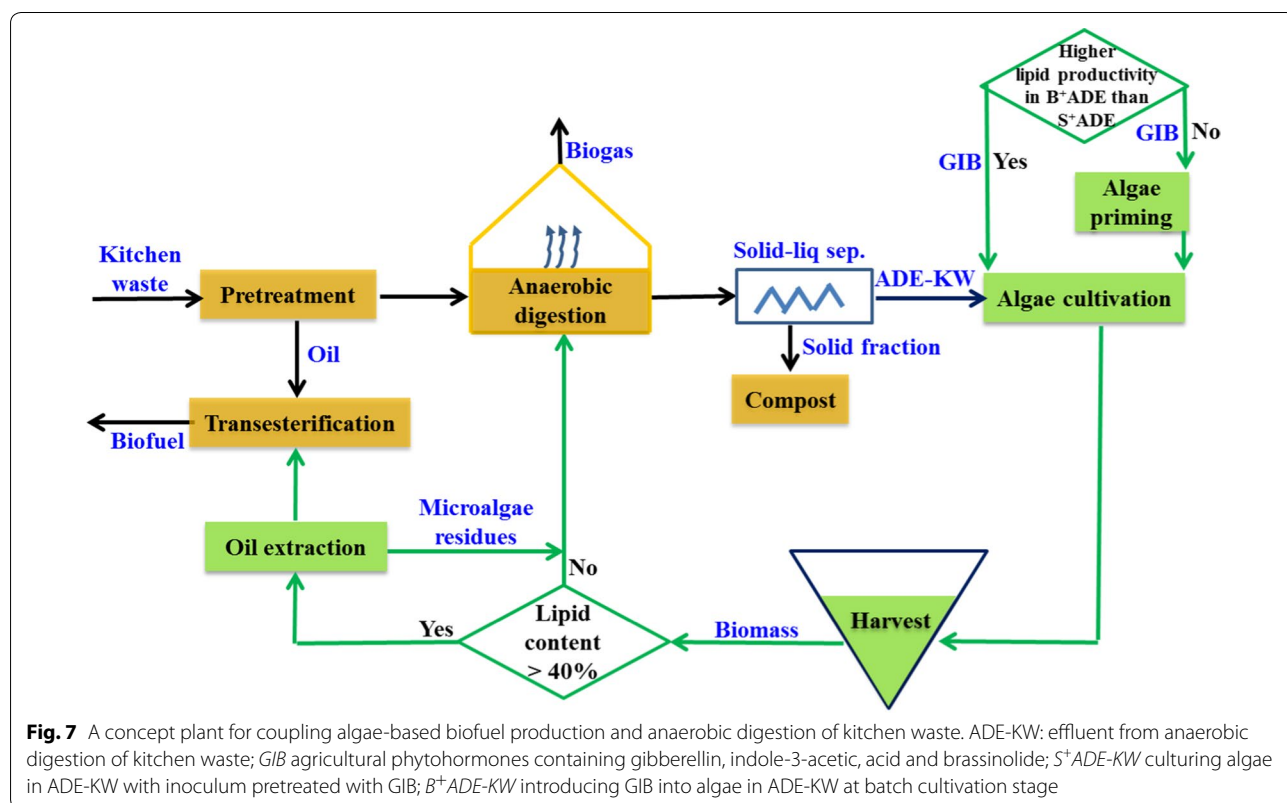 Higher
lipid productivity
in B⁺ADE than
S⁺ADE
GIB Yes
GIB No
Algae
priming
Biogas
Kitchen
waste
Pretreatment
Anaerobic
digestion
Solid-liq sep.
ADE-KW
Algae cultivation
Oil
Solid fraction
Compost
Transesterification
Biofuel
Microalgae
residues
Oil extraction
No
Yes
Lipid
content
> 40%
Biomass
Harvest
Fig. 7 A concept plant for coupling algae-based biofuel production and anaerobic digestion of kitchen waste. ADE-KW: effluent from anaerobic
digestion of kitchen waste; GIB agricultural phytohormones containing gibberellin, indole-3-acetic, acid and brassinolide; S⁺ADE-KW culturing algae
in ADE-KW with inoculum pretreated with GIB; B⁺ADE-KW introducing GIB into algae in ADE-KW at batch cultivation stage